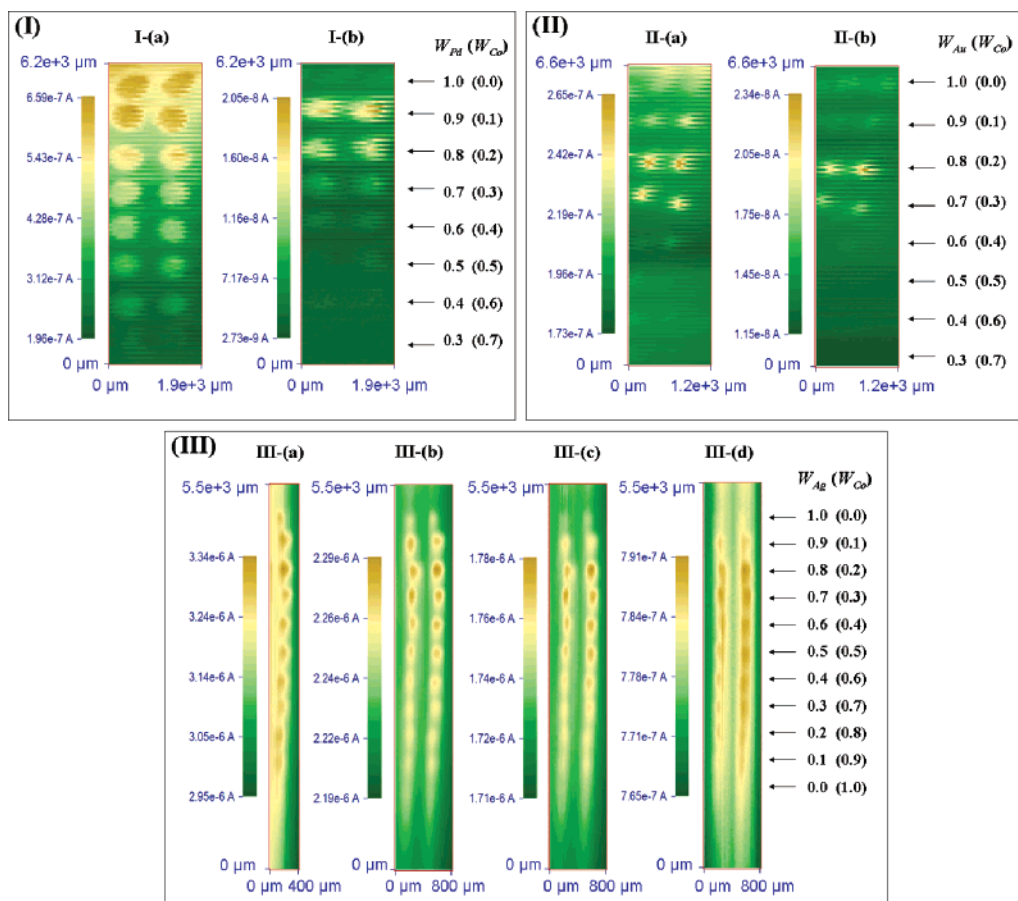 (I)
I-(a) I-(b) W_Pd (W_Co)
6.2e+3 µm 6.2e+3 µm
1.0 (0.0)
6.59e-7 A 2.05e-8 A
0.9 (0.1)
5.43e-7 A 1.60e-8 A
0.8 (0.2)
0.7 (0.3)
4.28e-7 A 1.16e-8 A
0.6 (0.4)
3.12e-7 A 7.17e-9 A
0.5 (0.5)
0.4 (0.6)
1.96e-7 A 2.73e-9 A
0.3 (0.7)
0 µm 0 µm
0 µm 1.9e+3 µm 0 µm 1.9e+3 µm
(II)
II-(a) II-(b) W_Au (W_Co)
6.6e+3 µm 6.6e+3 µm
1.0 (0.0)
2.65e-7 A 2.34e-8 A
0.9 (0.1)
2.42e-7 A 2.05e-8 A
0.8 (0.2)
0.7 (0.3)
2.19e-7 A 1.75e-8 A
0.6 (0.4)
1.96e-7 A 1.45e-8 A
0.5 (0.5)
0.4 (0.6)
1.73e-7 A 1.15e-8 A
0.3 (0.7)
0 µm 0 µm
0 µm 1.2e+3 µm 0 µm 1.2e+3 µm
(III)
III-(a) III-(b) III-(c) III-(d)
W_Ag (W_Co)
5.5e+3 µm 5.5e+3 µm 5.5e+3 µm 5.5e+3 µm
1.0 (0.0)
0.9 (0.1)
3.34e-6 A 2.29e-6 A 1.78e-6 A 7.91e-7 A
0.8 (0.2)
0.7 (0.3)
3.24e-6 A 2.26e-6 A 1.76e-6 A 7.84e-7 A
0.6 (0.4)
0.5 (0.5)
3.14e-6 A 2.24e-6 A 1.74e-6 A 7.78e-7 A
0.4 (0.6)
0.3 (0.7)
3.05e-6 A 2.22e-6 A 1.72e-6 A 7.71e-7 A
0.2 (0.8)
0.1 (0.9)
2.95e-6 A 2.19e-6 A 1.71e-6 A 7.65e-7 A
0.0 (1.0)
0 µm 0 µm 0 µm 0 µm
0 µm 400 µm 0 µm 800 µm 0 µm 800 µm 0 µm 800 µm